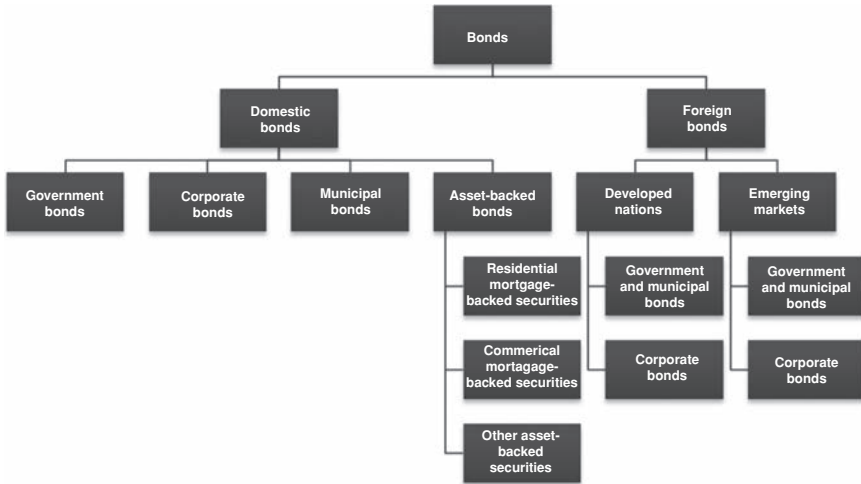 Bonds
Domestic
bonds
Foreign
bonds
Government
bonds
Corporate
bonds
Municipal
bonds
Asset-backed
bonds
Developed
nations
Emerging
markets
Residential
mortgage-
backed securities
Government
and municipal
bonds
Government
and municipal
bonds
Commerical
mortagage-
backed securities
Corporate
bonds
Corporate
bonds
Other asset-
backed
securities